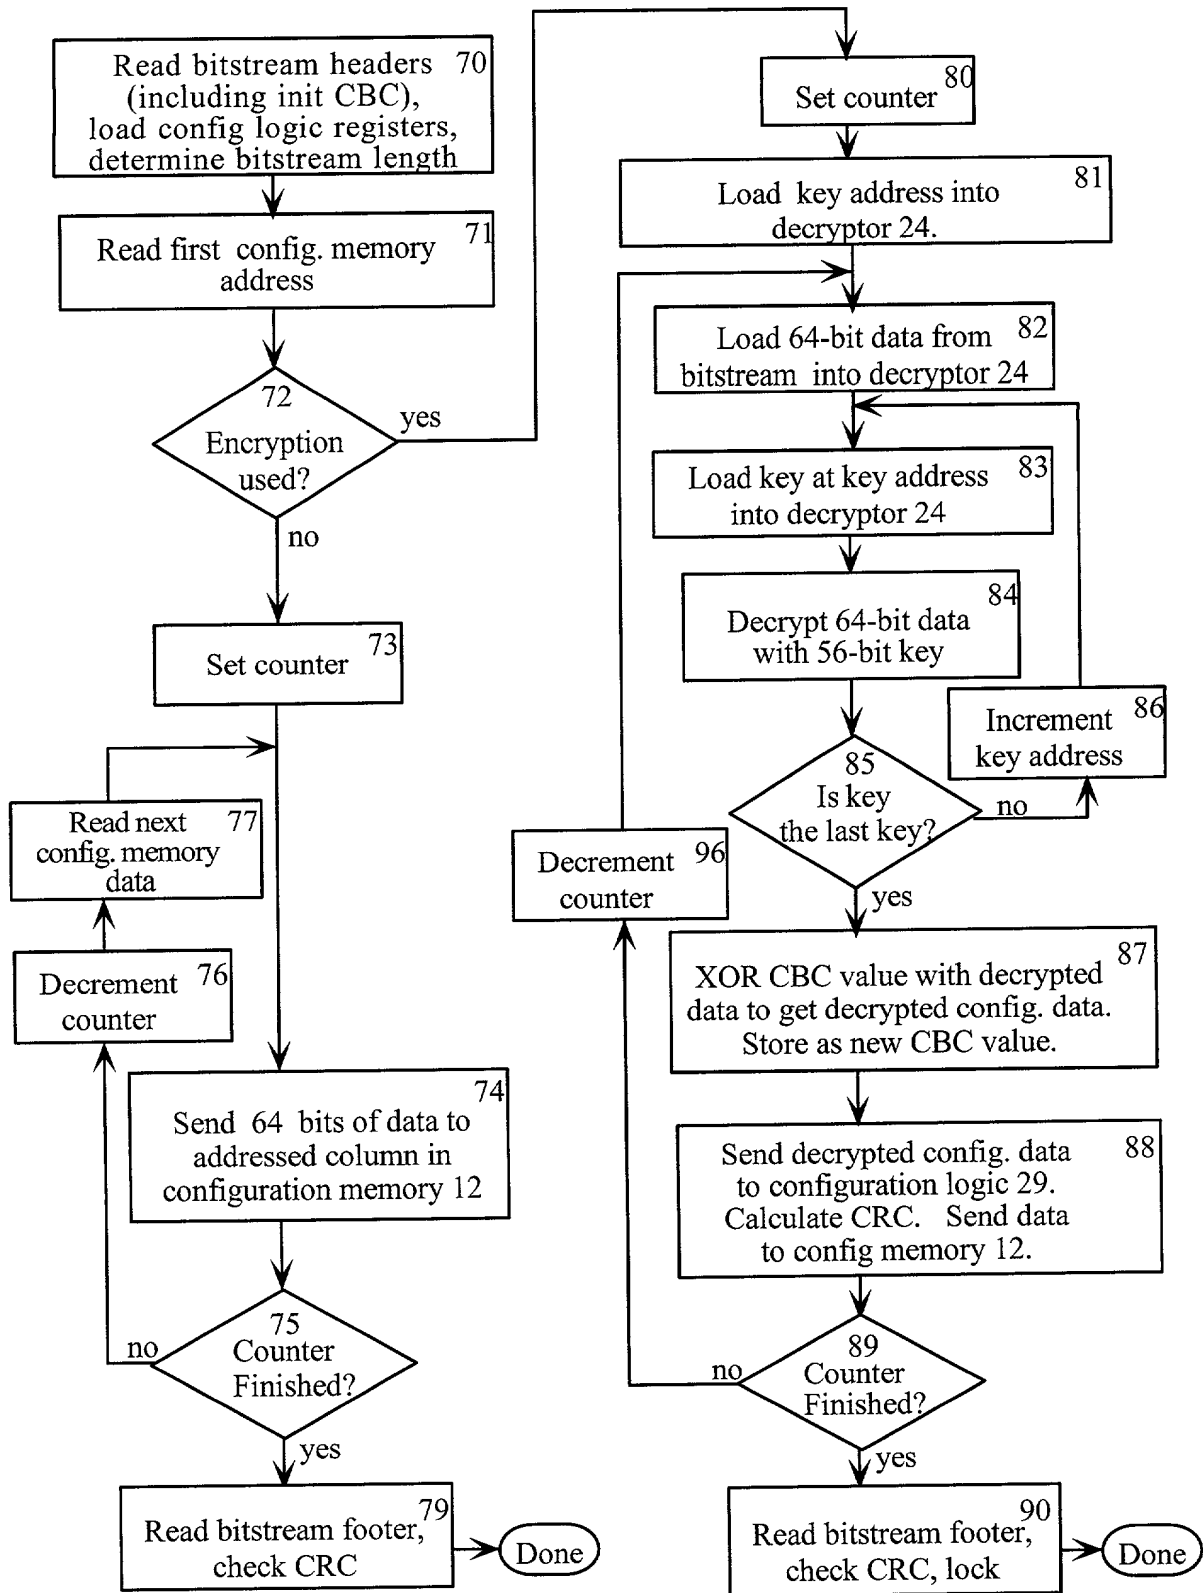 70
Read bitstream headers
(including init CBC),
load config logic registers,
determine bitstream length
71
Read first config. memory
address
72
Encryption
used?
yes
no
73
Set counter
77
Read next
config. memory
data
76
Decrement
counter
74
Send 64 bits of data to
addressed column in
configuration memory 12
75
Counter
Finished?
no
yes
79
Read bitstream footer,
check CRC
Done
80
Set counter
81
Load key address into
decryptor 24.
82
Load 64-bit data from
bitstream into decryptor 24
83
Load key at key address
into decryptor 24
84
Decrypt 64-bit data
with 56-bit key
85
Is key
the last key?
no
yes
86
Increment
key address
96
Decrement
counter
87
XOR CBC value with decrypted
data to get decrypted config. data.
Store as new CBC value.
88
Send decrypted config. data
to configuration logic 29.
Calculate CRC. Send data
to config memory 12.
89
Counter
Finished?
no
yes
90
Read bitstream footer,
check CRC, lock
Done